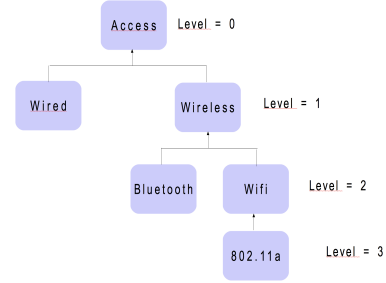 Access Level = 0
Wired Wireless Level = 1
Bluetooth Wifi Level = 2
802.11a Level = 3